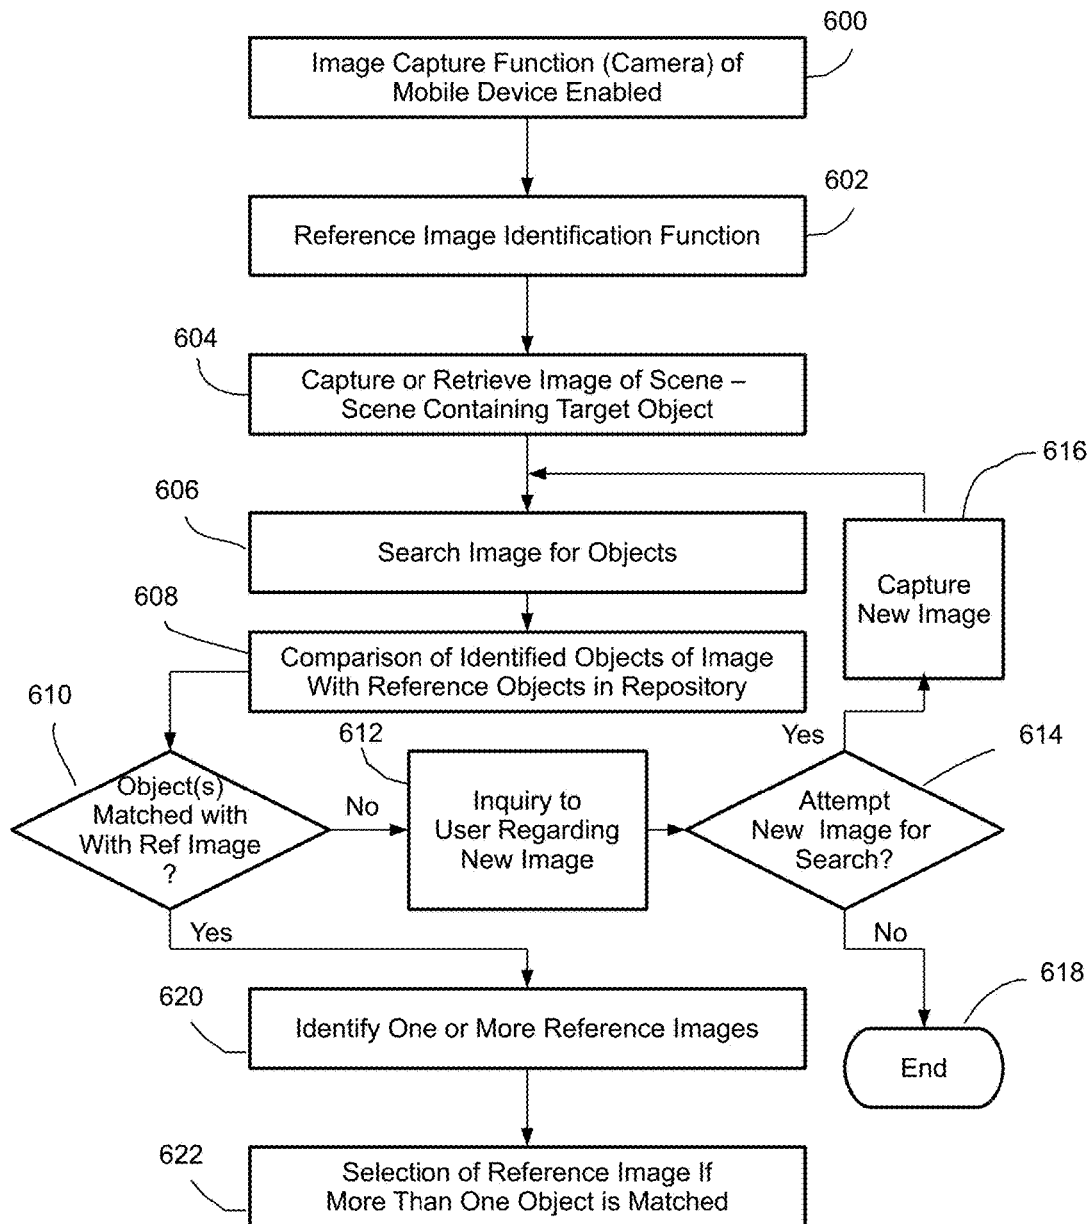 600
Image Capture Function (Camera) of
Mobile Device Enabled
602
Reference Image Identification Function
604
Capture or Retrieve Image of Scene –
Scene Containing Target Object
616
606
Search Image for Objects
Capture
New Image
608
Comparison of Identified Objects of Image
With Reference Objects in Repository
610
612
Yes
614
Object(s)
Matched with
With Ref Image
?
No
Inquiry to
User Regarding
New Image
Attempt
New Image for
Search?
Yes
No
620
Identify One or More Reference Images
618
End
622
Selection of Reference Image If
More Than One Object is Matched